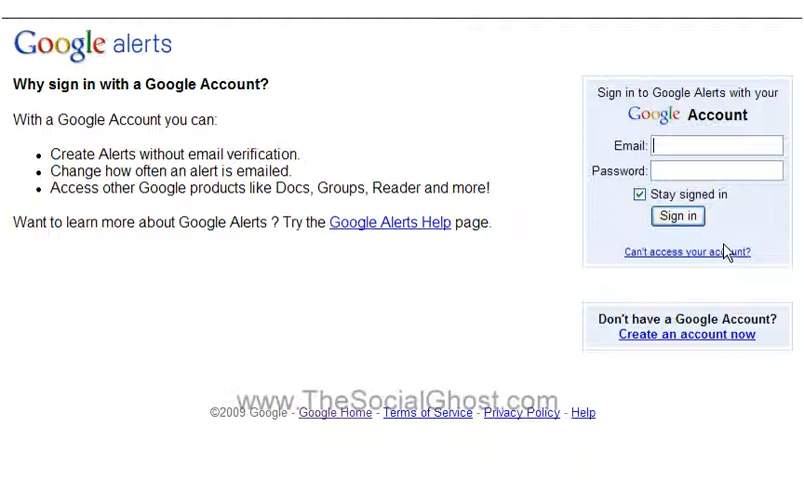 Google alerts
Why sign in with a Google Account?
With a Google Account you can:
Create Alerts without email verification.
Change how often an alert is emailed.
Access other Google products like Docs, Groups, Reader and more!
Want to learn more about Google Alerts ? Try the Google Alerts Help page.
Sign in to Google Alerts with your
Google Account
Email:
Password:
Stay signed in
Sign in
Can't access your account?
Don't have a Google Account?
Create an account now
www.TheSocialGhost.com
©2009 Google - Google Home - Terms of Service - Privacy Policy - Help